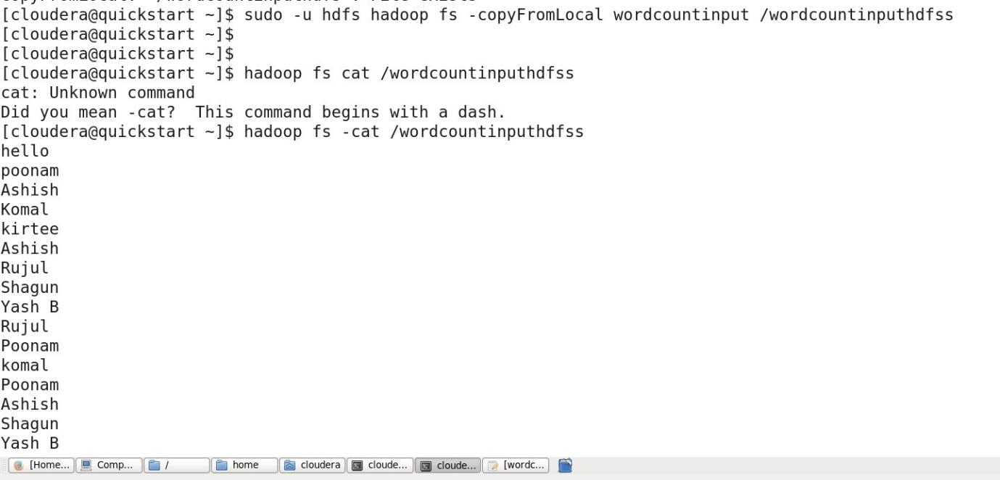 [cloudera@quickstart ~]$ sudo -u hdfs hadoop fs -copyFromLocal wordcountinput /wordcountinputhdfss
[cloudera@quickstart ~]$
[cloudera@quickstart ~]$
[cloudera@quickstart ~]$ hadoop fs cat /wordcountinputhdfss
cat: Unknown command
Did you mean -cat?  This command begins with a dash.
[cloudera@quickstart ~]$ hadoop fs -cat /wordcountinputhdfss
hello
poonam
Ashish
Komal
kirtee
Ashish
Rujul
Shagun
Yash B
Rujul
Poonam
komal
Poonam
Ashish
Shagun
Yash B
[Home... Comp... / home cloudera cloude... cloude... [wordc...